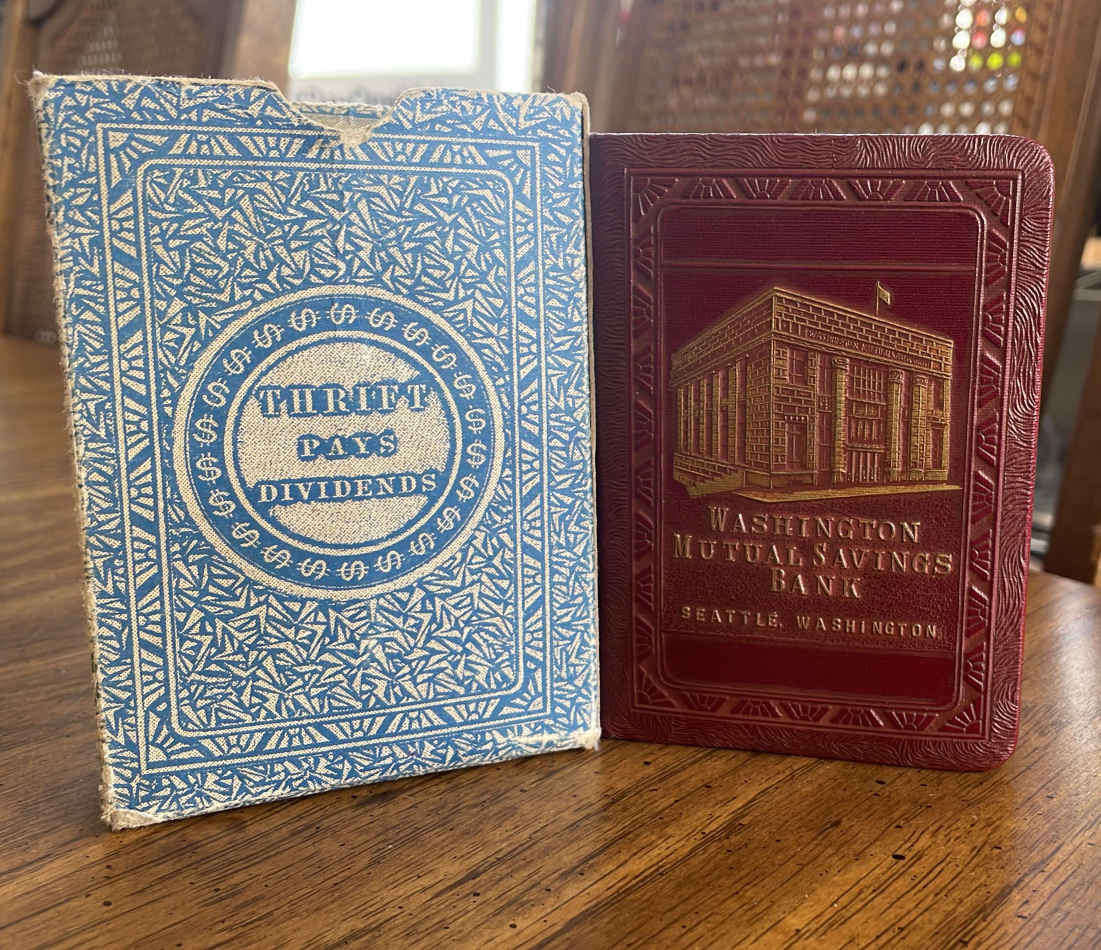 THRIFT
PAYS
DIVIDENDS
$ $ $ $ $ $ $ $ $ $ $ $ $ $ $ $ $ $ $ $ $ $ $ $
WASHINGTON
MUTUAL SAVINGS
BANK
SEATTLE, WASHINGTON